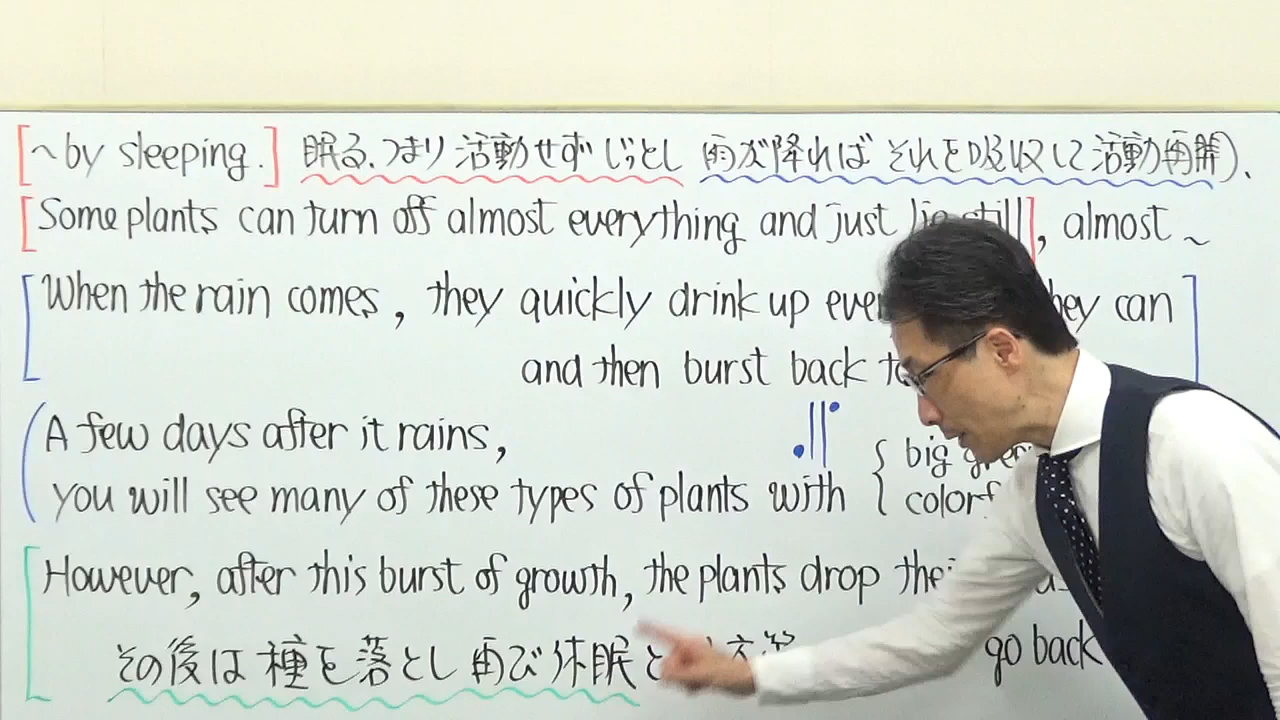 [~by sleeping.] 眠る、つまり活動せずじっとし 雨が降ればそれを吸収して活動再開)、
[Some plants can turn off almost everything and just lie still], almost ~
[When the rain comes, they quickly drink up they can]
and then burst back
(A few days after it rains,
big
you will see many of these types of plants with {
However, after this burst of growth, the plants drop
その後は種を落とし再び休眠
go back